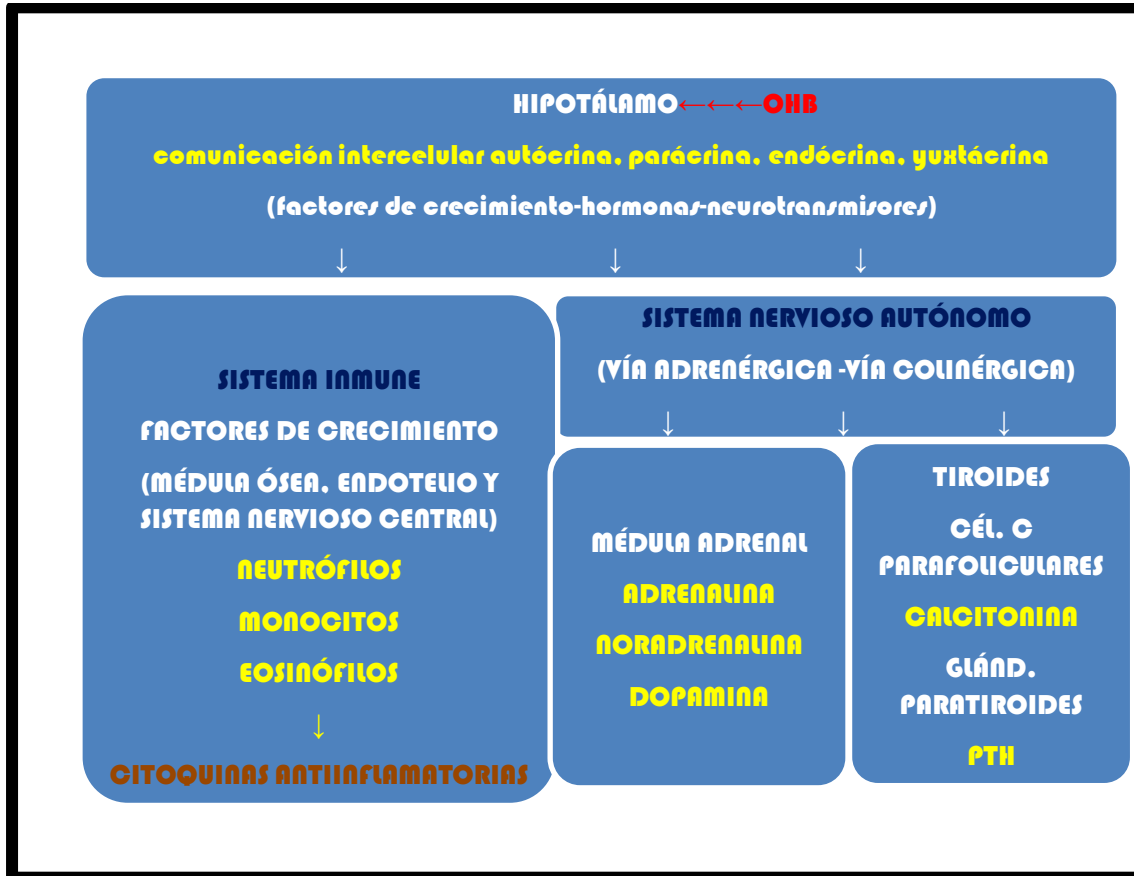 HIPOTÁLAMO←←←OHB
comunicación intercelular autócrina, parácrina, endócrina, yuxtácrina
(factores de crecimiento-hormonas-neurotransmisores)
↓ ↓ ↓
SISTEMA INMUNE
FACTORES DE CRECIMIENTO
(MÉDULA ÓSEA, ENDOTELIO Y
SISTEMA NERVIOSO CENTRAL)
NEUTRÓFILOS
MONOCITOS
EOSINÓFILOS
↓
CITOQUINAS ANTIINFLAMATORIAS
SISTEMA NERVIOSO AUTÓNOMO
(VÍA ADRENÉRGICA -VÍA COLINÉRGICA)
↓ ↓ ↓
MÉDULA ADRENAL
ADRENALINA
NORADRENALINA
DOPAMINA
TIROIDES
CÉL. C
PARAFOLICULARES
CALCITONINA
GLÁND.
PARATIROIDES
PTH